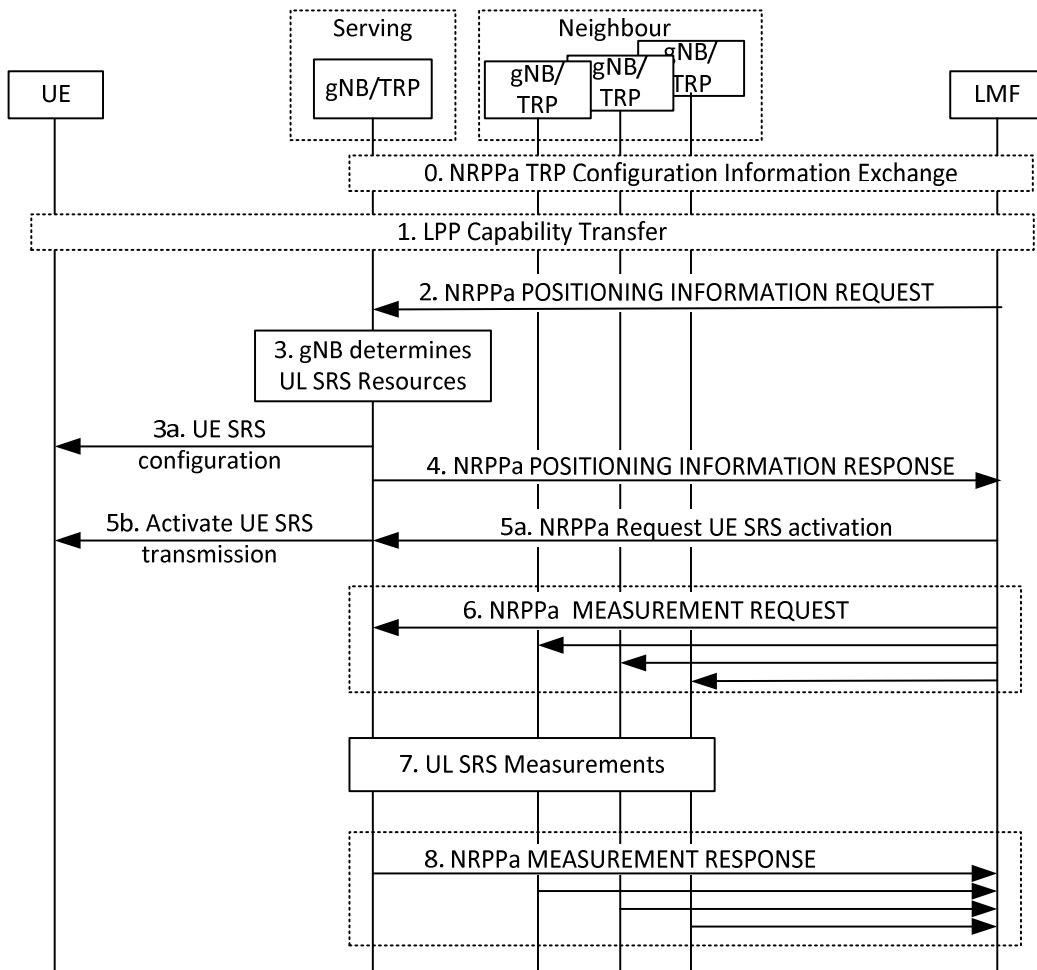 Serving
Neighbour
UE
gNB/TRP
gNB/
TRP
gNB/
TRP
gNB/
TRP
LMF
0. NRPPa TRP Configuration Information Exchange
1. LPP Capability Transfer
2. NRPPa POSITIONING INFORMATION REQUEST
3. gNB determines
UL SRS Resources
3a. UE SRS
configuration
4. NRPPa POSITIONING INFORMATION RESPONSE
5b. Activate UE SRS
transmission
5a. NRPPa Request UE SRS activation
6. NRPPa MEASUREMENT REQUEST
7. UL SRS Measurements
8. NRPPa MEASUREMENT RESPONSE